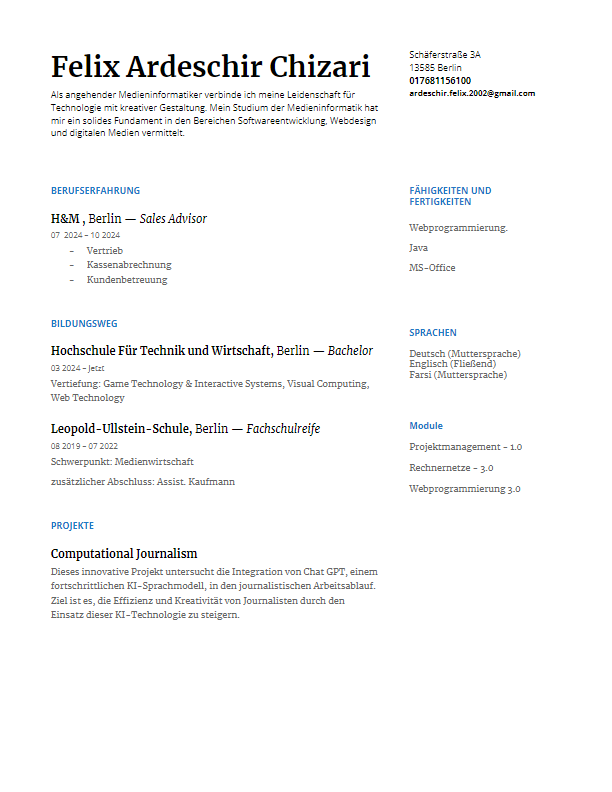 Felix Ardeschir Chizari
Als angehender Medieninformatiker verbinde ich meine Leidenschaft für
Technologie mit kreativer Gestaltung. Mein Studium der Medieninformatik hat
mir ein solides Fundament in den Bereichen Softwareentwicklung, Webdesign
und digitalen Medien vermittelt.
Schäferstraße 3A
13585 Berlin
017681156100
ardeschir.felix.2002@gmail.com
BERUFSERFAHRUNG
H&M , Berlin — Sales Advisor
07 2024 – 10 2024
- Vertrieb
- Kassenabrechnung
- Kundenbetreuung
BILDUNGSWEG
Hochschule Für Technik und Wirtschaft, Berlin — Bachelor
03 2024 – Jetzt
Vertiefung: Game Technology & Interactive Systems, Visual Computing,
Web Technology
Leopold-Ullstein-Schule, Berlin — Fachschulreife
08 2019 – 07 2022
Schwerpunkt: Medienwirtschaft
zusätzlicher Abschluss: Assist. Kaufmann
PROJEKTE
Computational Journalism
Dieses innovative Projekt untersucht die Integration von Chat GPT, einem
fortschrittlichen KI-Sprachmodell, in den journalistischen Arbeitsablauf.
Ziel ist es, die Effizienz und Kreativität von Journalisten durch den
Einsatz dieser KI-Technologie zu steigern.
FÄHIGKEITEN UND
FERTIGKEITEN
Webprogrammierung.
Java
MS-Office
SPRACHEN
Deutsch (Muttersprache)
Englisch (Fließend)
Farsi (Muttersprache)
Module
Projektmanagement - 1.0
Rechnernetze - 3.0
Webprogrammierung 3.0